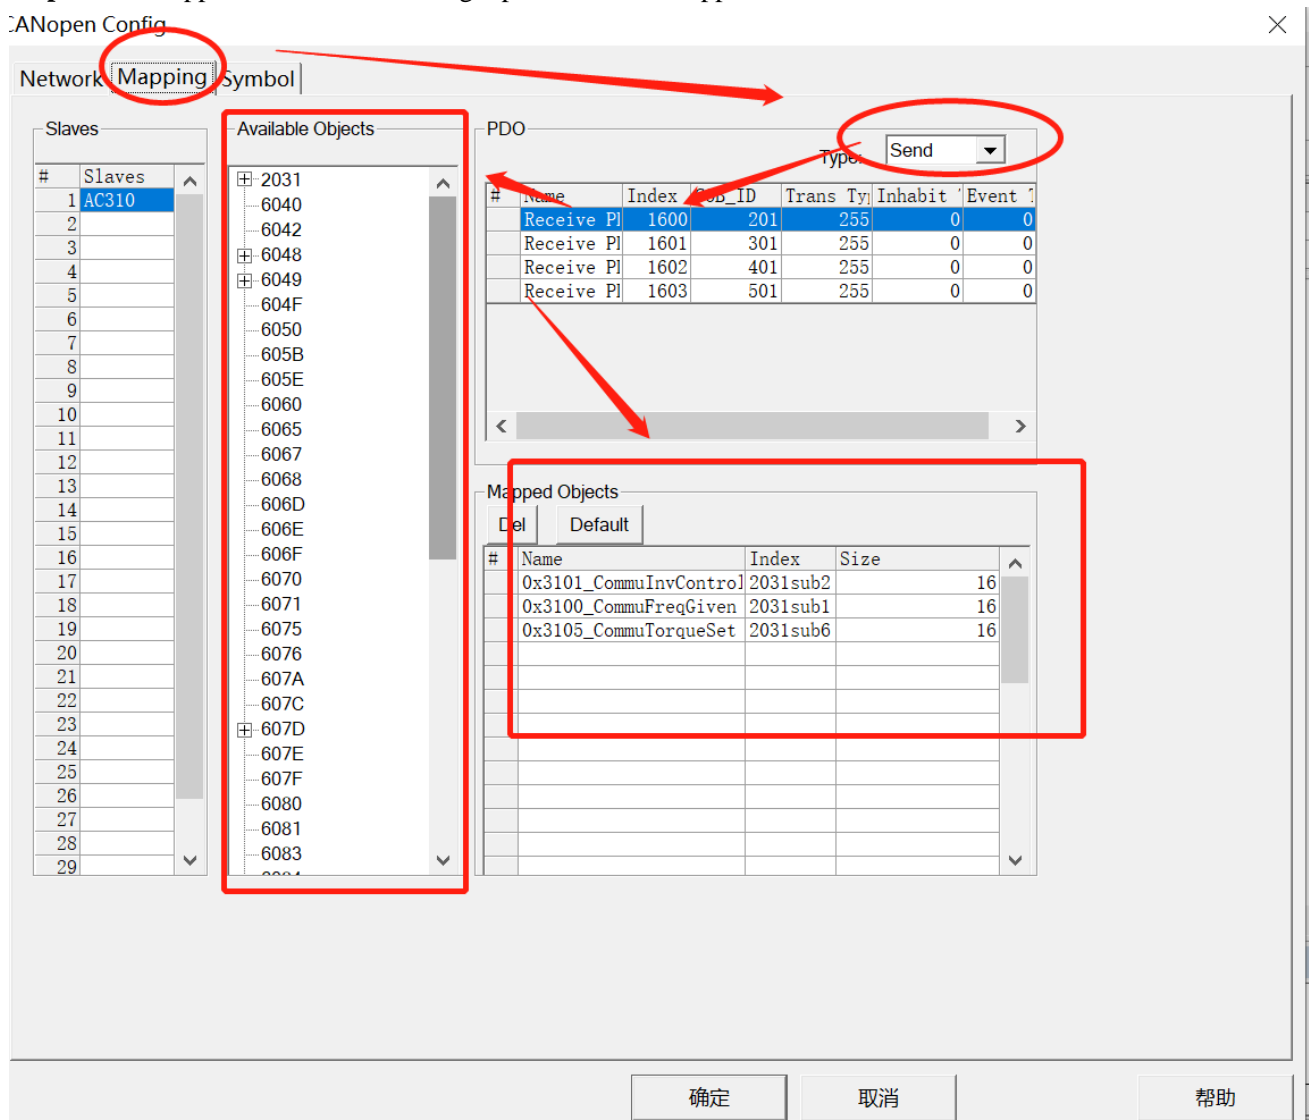 CANopen Config
Network Mapping Symbol
Slaves
# Slaves
1 AC310
2
3
4
5
6
7
8
9
10
11
12
13
14
15
16
17
18
19
20
21
22
23
24
25
26
27
28
29
Available Objects
2031
6040
6042
6048
6049
604F
6050
605B
605E
6060
6065
6067
6068
606D
606E
606F
6070
6071
6075
6076
607A
607C
607D
607E
607F
6080
6081
6083
PDO
Type: Send
# Name Index COB_ID Trans Ty Inhabit Event
Receive P 1600 201 255 0 0
Receive P 1601 301 255 0 0
Receive P 1602 401 255 0 0
Receive P 1603 501 255 0 0
Mapped Objects
Del Default
# Name Index Size
0x3101_CommuInvControl 2031sub2 16
0x3100_CommuFreqGiven 2031sub1 16
0x3105_CommuTorqueSet 2031sub6 16
确定 取消 帮助